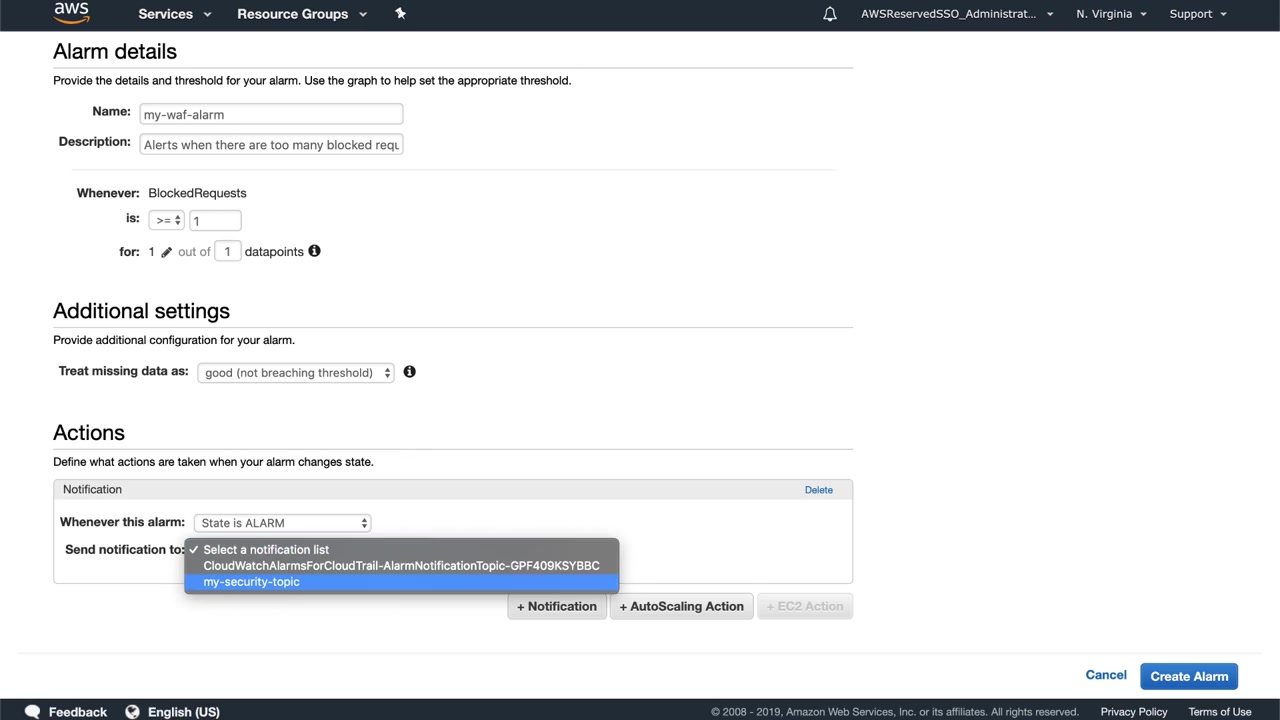 aws Services Resource Groups AWSReservedSSO_Administrat... N. Virginia Support
Alarm details
Provide the details and threshold for your alarm. Use the graph to help set the appropriate threshold.
Name: my-waf-alarm
Description: Alerts when there are too many blocked requ
Whenever: BlockedRequests
is: >= 1
for: 1 out of 1 datapoints
Additional settings
Provide additional configuration for your alarm.
Treat missing data as: good (not breaching threshold)
Actions
Define what actions are taken when your alarm changes state.
Notification Delete
Whenever this alarm: State is ALARM
Send notification to: ✓ Select a notification list
CloudWatchAlarmsForCloudTrail-AlarmNotificationTopic-GPF409KSYBBC
my-security-topic
+ Notification + AutoScaling Action + EC2 Action
Cancel Create Alarm
Feedback English (US) © 2008 - 2019, Amazon Web Services, Inc. or its affiliates. All rights reserved. Privacy Policy Terms of Use